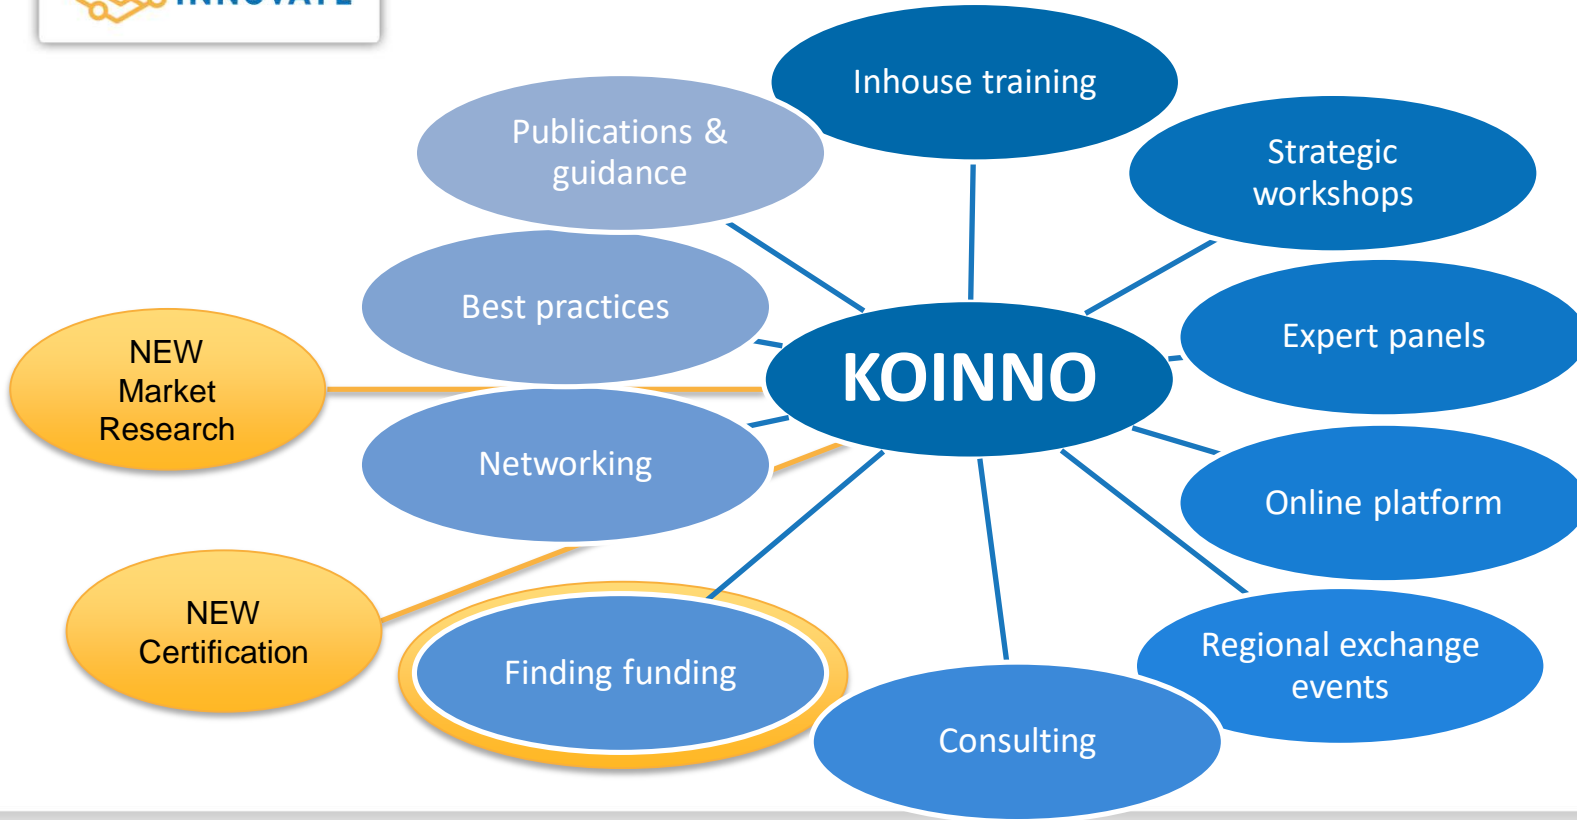 INNOVATE
Inhouse training
Publications &
guidance
Strategic
workshops
Best practices
Expert panels
NEW
Market
Research
KOINNO
Networking
Online platform
NEW
Certification
Finding funding
Regional exchange
events
Consulting